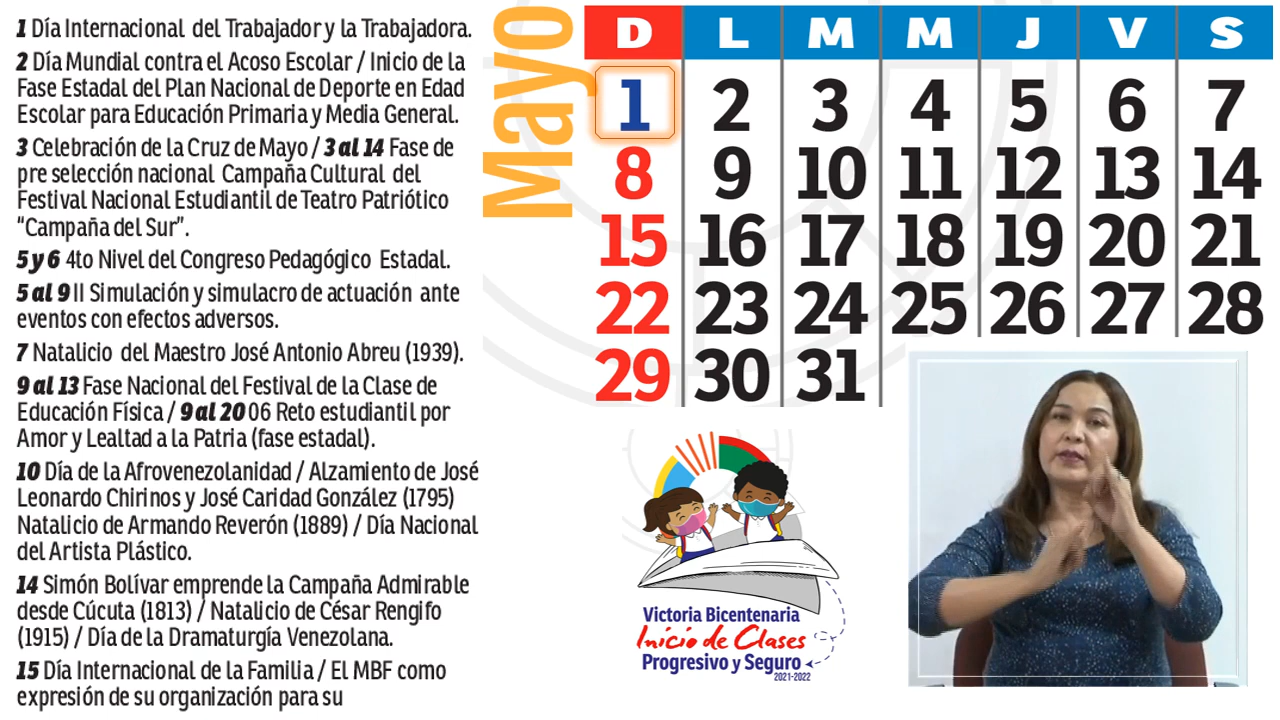 1 Día Internacional del Trabajador y la Trabajadora.
2 Día Mundial contra el Acoso Escolar / Inicio de la
Fase Estadal del Plan Nacional de Deporte en Edad
Escolar para Educación Primaria y Media General.
3 Celebración de la Cruz de Mayo / 3 al 14 Fase de
pre selección nacional Campaña Cultural del
Festival Nacional Estudiantil de Teatro Patriótico
"Campaña del Sur".
5 y 6 4to Nivel del Congreso Pedagógico Estadal.
5 al 9 II Simulación y simulacro de actuación ante
eventos con efectos adversos.
7 Natalicio del Maestro José Antonio Abreu (1939).
9 al 13 Fase Nacional del Festival de la Clase de
Educación Física / 9 al 20 06 Reto estudiantil por
Amor y Lealtad a la Patria (fase estadal).
10 Día de la Afrovenezolanidad / Alzamiento de José
Leonardo Chirinos y José Caridad González (1795)
Natalicio de Armando Reverón (1889) / Día Nacional
del Artista Plástico.
14 Simón Bolívar emprende la Campaña Admirable
desde Cúcuta (1813) / Natalicio de César Rengifo
(1915) / Día de la Dramaturgía Venezolana.
15 Día Internacional de la Familia / El MBF como
expresión de su organización para su
Mayo
D L M M J V S
1 2 3 4 5 6 7
8 9 10 11 12 13 14
15 16 17 18 19 20 21
22 23 24 25 26 27 28
29 30 31
Victoria Bicentenaria
Inicio de Clases
Progresivo y Seguro
2021-2022